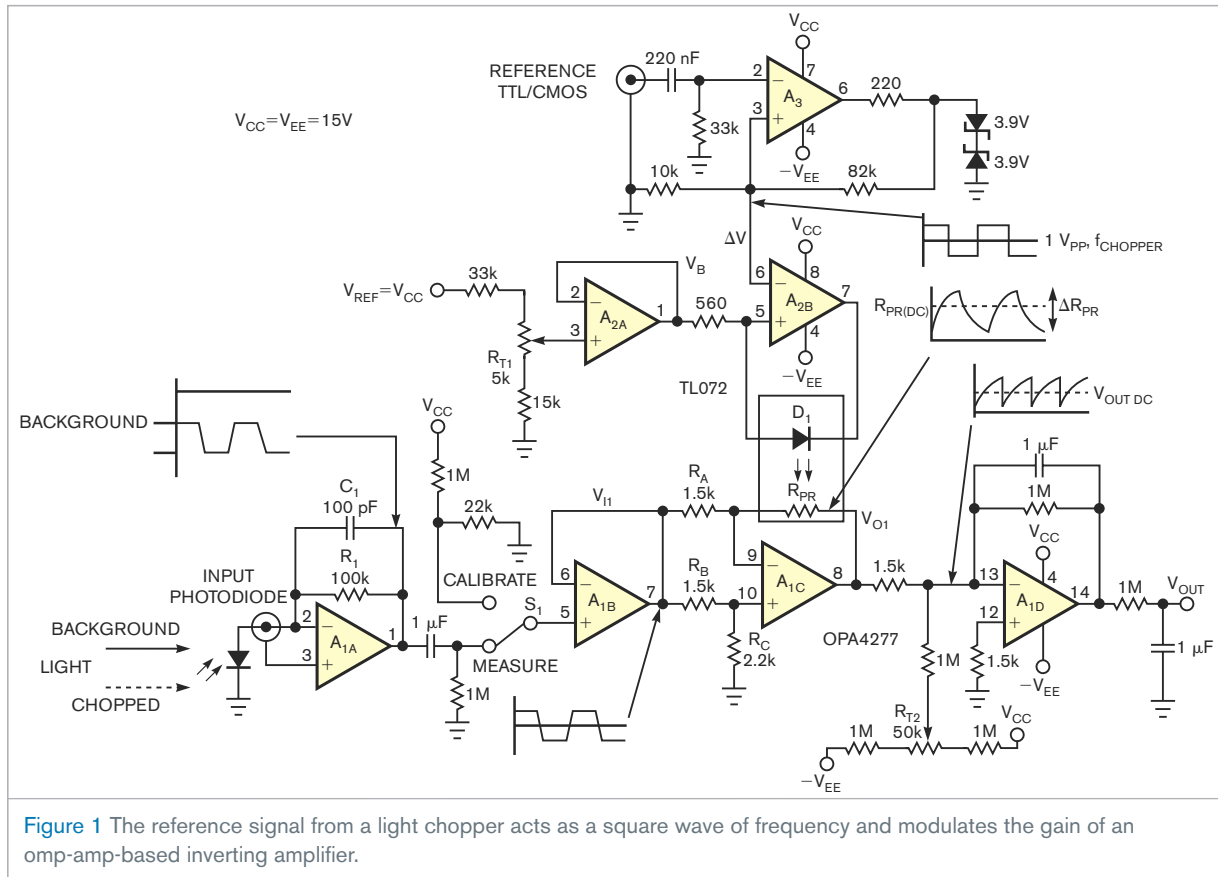 V_CC
220 nF
REFERENCE
TTL/CMOS
2
−
7
A_3
6
220
3
+
4
33k
3.9V
3.9V
V_CC=V_EE=15V
−V_EE
10k
82k
ΔV
V_CC
1 V_PP, f_CHOPPER
V_B
33k
V_REF=V_CC
6
−
8
7
2
−
A_2A
1
560
A_2B
5
+
4
3
+
R_PR(DC)
ΔR_PR
R_T1
5k
−V_EE
TL072
15k
V_OUT DC
V_CC
D_1
BACKGROUND
1M
1 µF
R_A
1.5k
R_PR
1M
C_1
100 pF
22k
V_I1
V_O1
V_CC
R_1
100k
9
−
4
INPUT
PHOTODIODE
CALIBRATE
6
−
7
R_B
1.5k
A_1C
8
1.5k
13
−
14
1M
V_OUT
BACKGROUND
2
−
1
1 µF
S_1
A_1B
5
+
10
+
A_1D
12
+
A_1A
3
+
R_C
2.2k
OPA4277
LIGHT
MEASURE
1M
1.5k
−V_EE
1 µF
CHOPPED
1M
R_T2
50k
V_CC
1M
1M
−V_EE
Figure 1 The reference signal from a light chopper acts as a square wave of frequency and modulates the gain of an
omp-amp-based inverting amplifier.